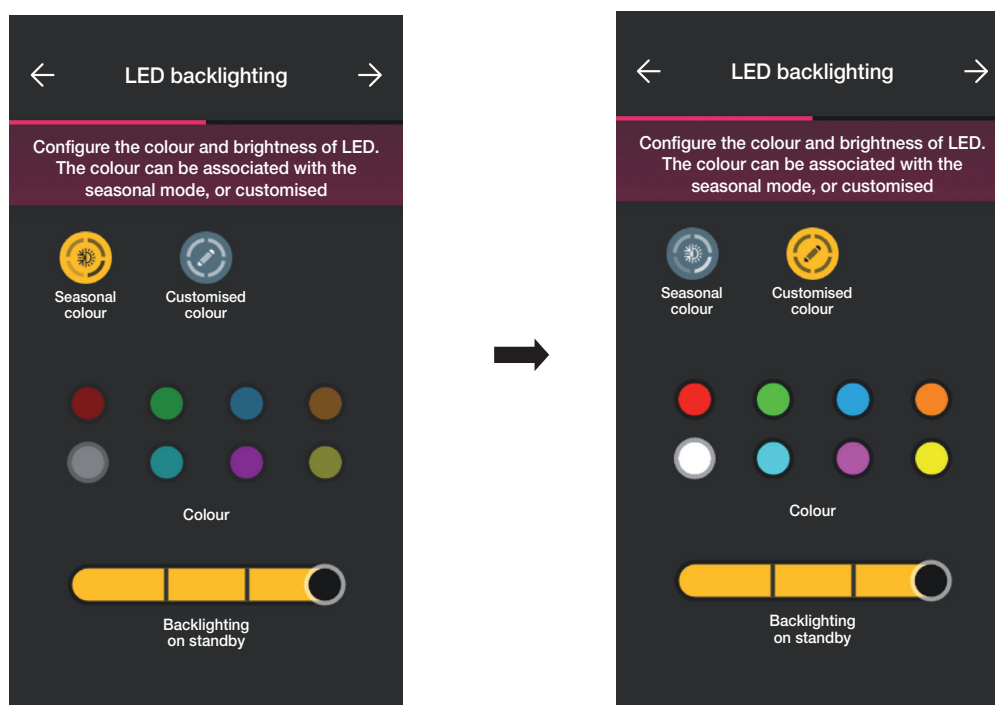 LED backlighting
Configure the colour and brightness of LED.
The colour can be associated with the
seasonal mode, or customised
Seasonal
colour
Customised
colour
Colour
Backlighting
on standby
LED backlighting
Configure the colour and brightness of LED.
The colour can be associated with the
seasonal mode, or customised
Seasonal
colour
Customised
colour
Colour
Backlighting
on standby